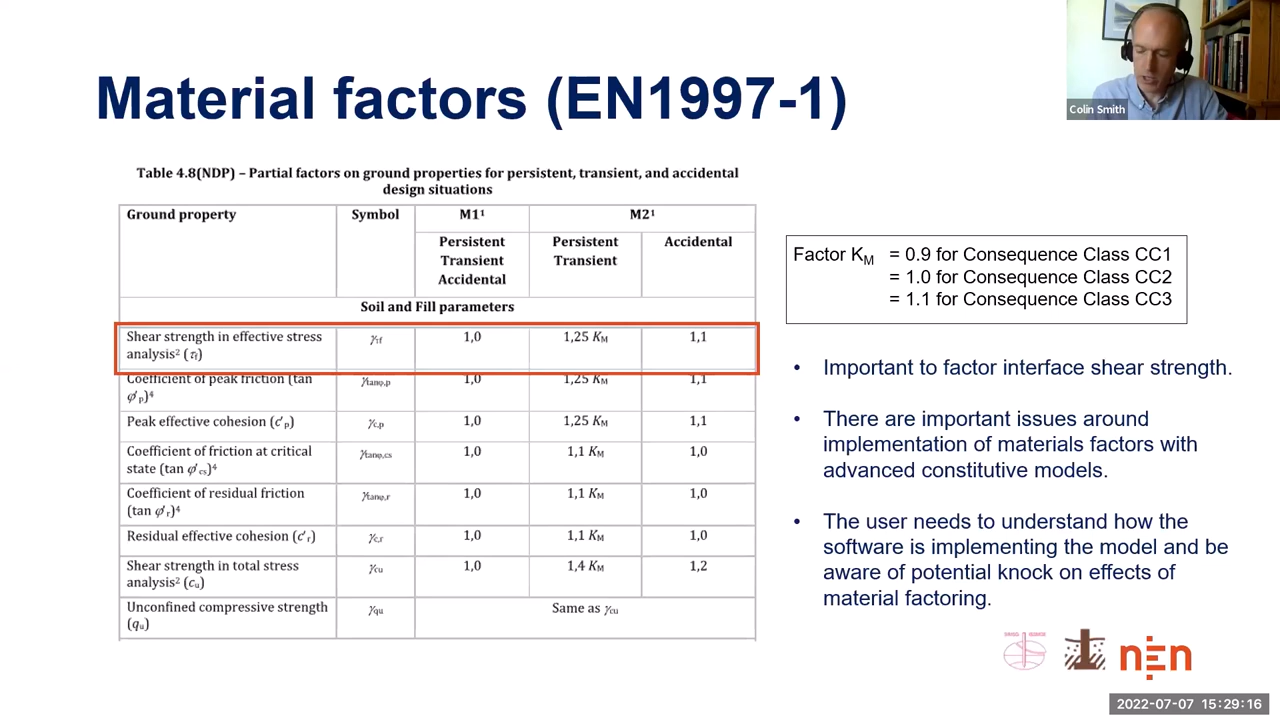 Material factors (EN1997-1)
Colin Smith
Table 4.8(NDP) – Partial factors on ground properties for persistent, transient, and accidental
design situations
Ground property Symbol M1¹ M2¹
Persistent Transient Accidental Persistent Transient Accidental
Soil and Fill parameters
Shear strength in effective stress analysis² (τf) γτf 1,0 1,25 KM 1,1
Coefficient of peak friction (tan φ′p)⁴ γtanφ,p 1,0 1,25 KM 1,1
Peak effective cohesion (c′p) γc,p 1,0 1,25 KM 1,1
Coefficient of friction at critical state (tan φ′cs)⁴ γtanφ,cs 1,0 1,1 KM 1,0
Coefficient of residual friction (tan φ′r)⁴ γtanφ,r 1,0 1,1 KM 1,0
Residual effective cohesion (c′r) γc,r 1,0 1,1 KM 1,0
Shear strength in total stress analysis² (cu) γcu 1,0 1,4 KM 1,2
Unconfined compressive strength (qu) γqu Same as γcu
Factor KM = 0.9 for Consequence Class CC1
= 1.0 for Consequence Class CC2
= 1.1 for Consequence Class CC3
• Important to factor interface shear strength.
• There are important issues around
implementation of materials factors with
advanced constitutive models.
• The user needs to understand how the
software is implementing the model and be
aware of potential knock on effects of
material factoring.
nEn
2022-07-07 15:29:16